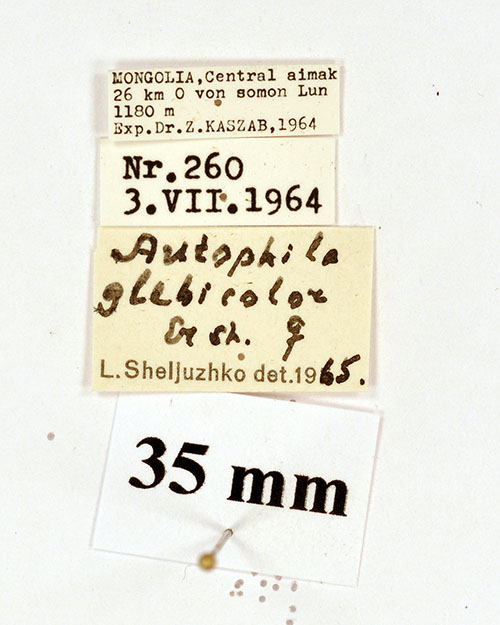 MONGOLIA, Central aimak
26 km O von somon Lun
1180 m
Exp.Dr.Z.KASZAB,1964
Nr.260
3.VII.1964
Autophila
glebicolor
Ersh. ♀
L.Sheljuzhko det.1965.
35 mm